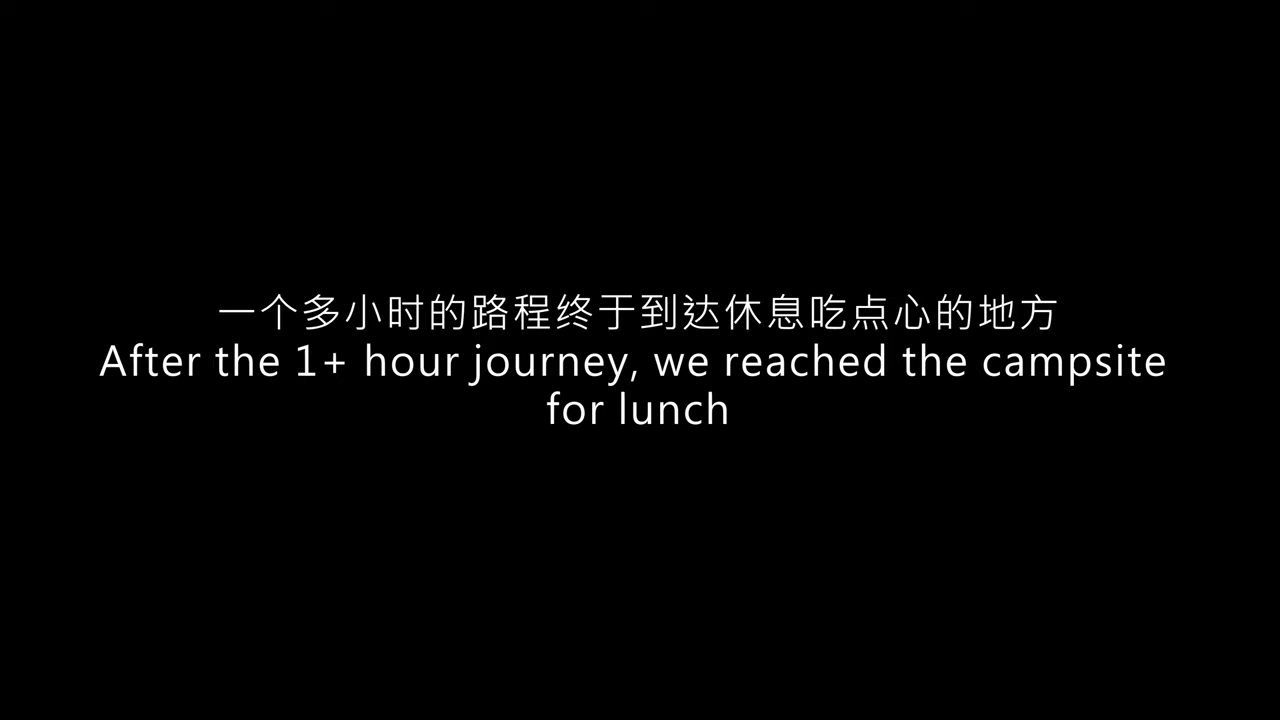 一个多小时的路程终于到达休息吃点心的地方
After the 1+ hour journey, we reached the campsite
for lunch